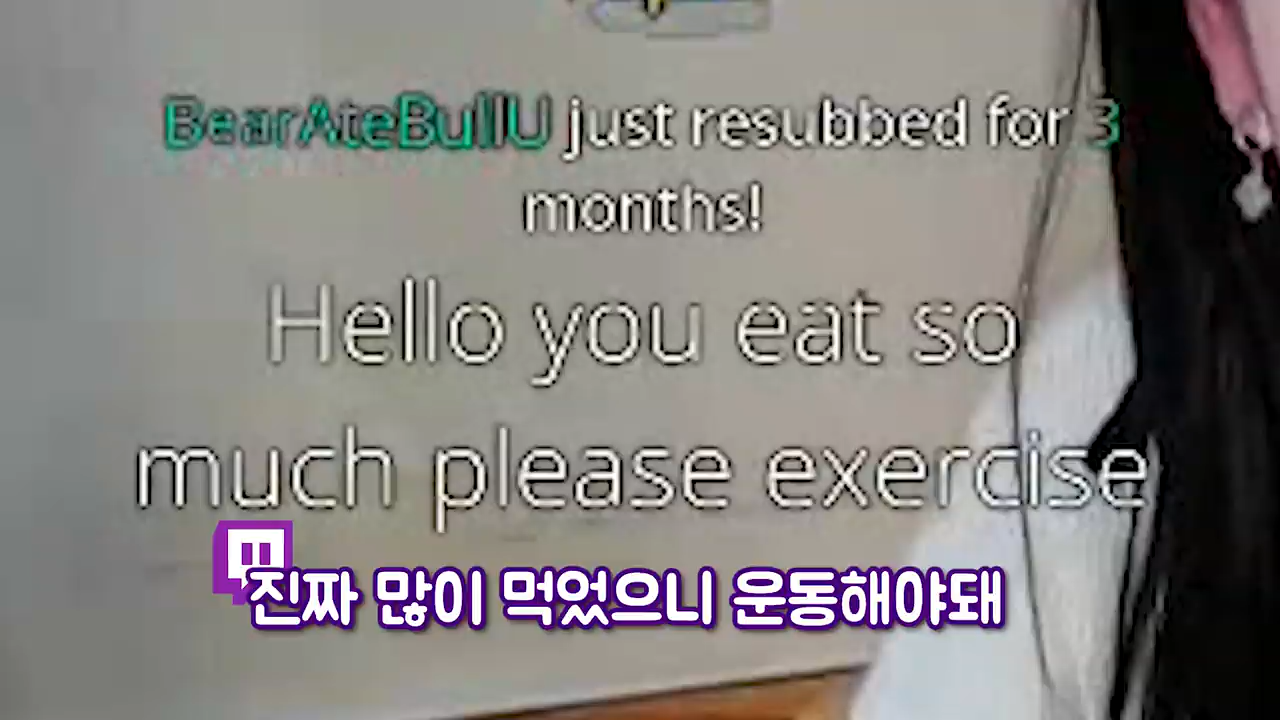 BearAteBullU just resubbed for 3
months!
Hello you eat so
much please exercise
진짜 많이 먹었으니 운동해야돼